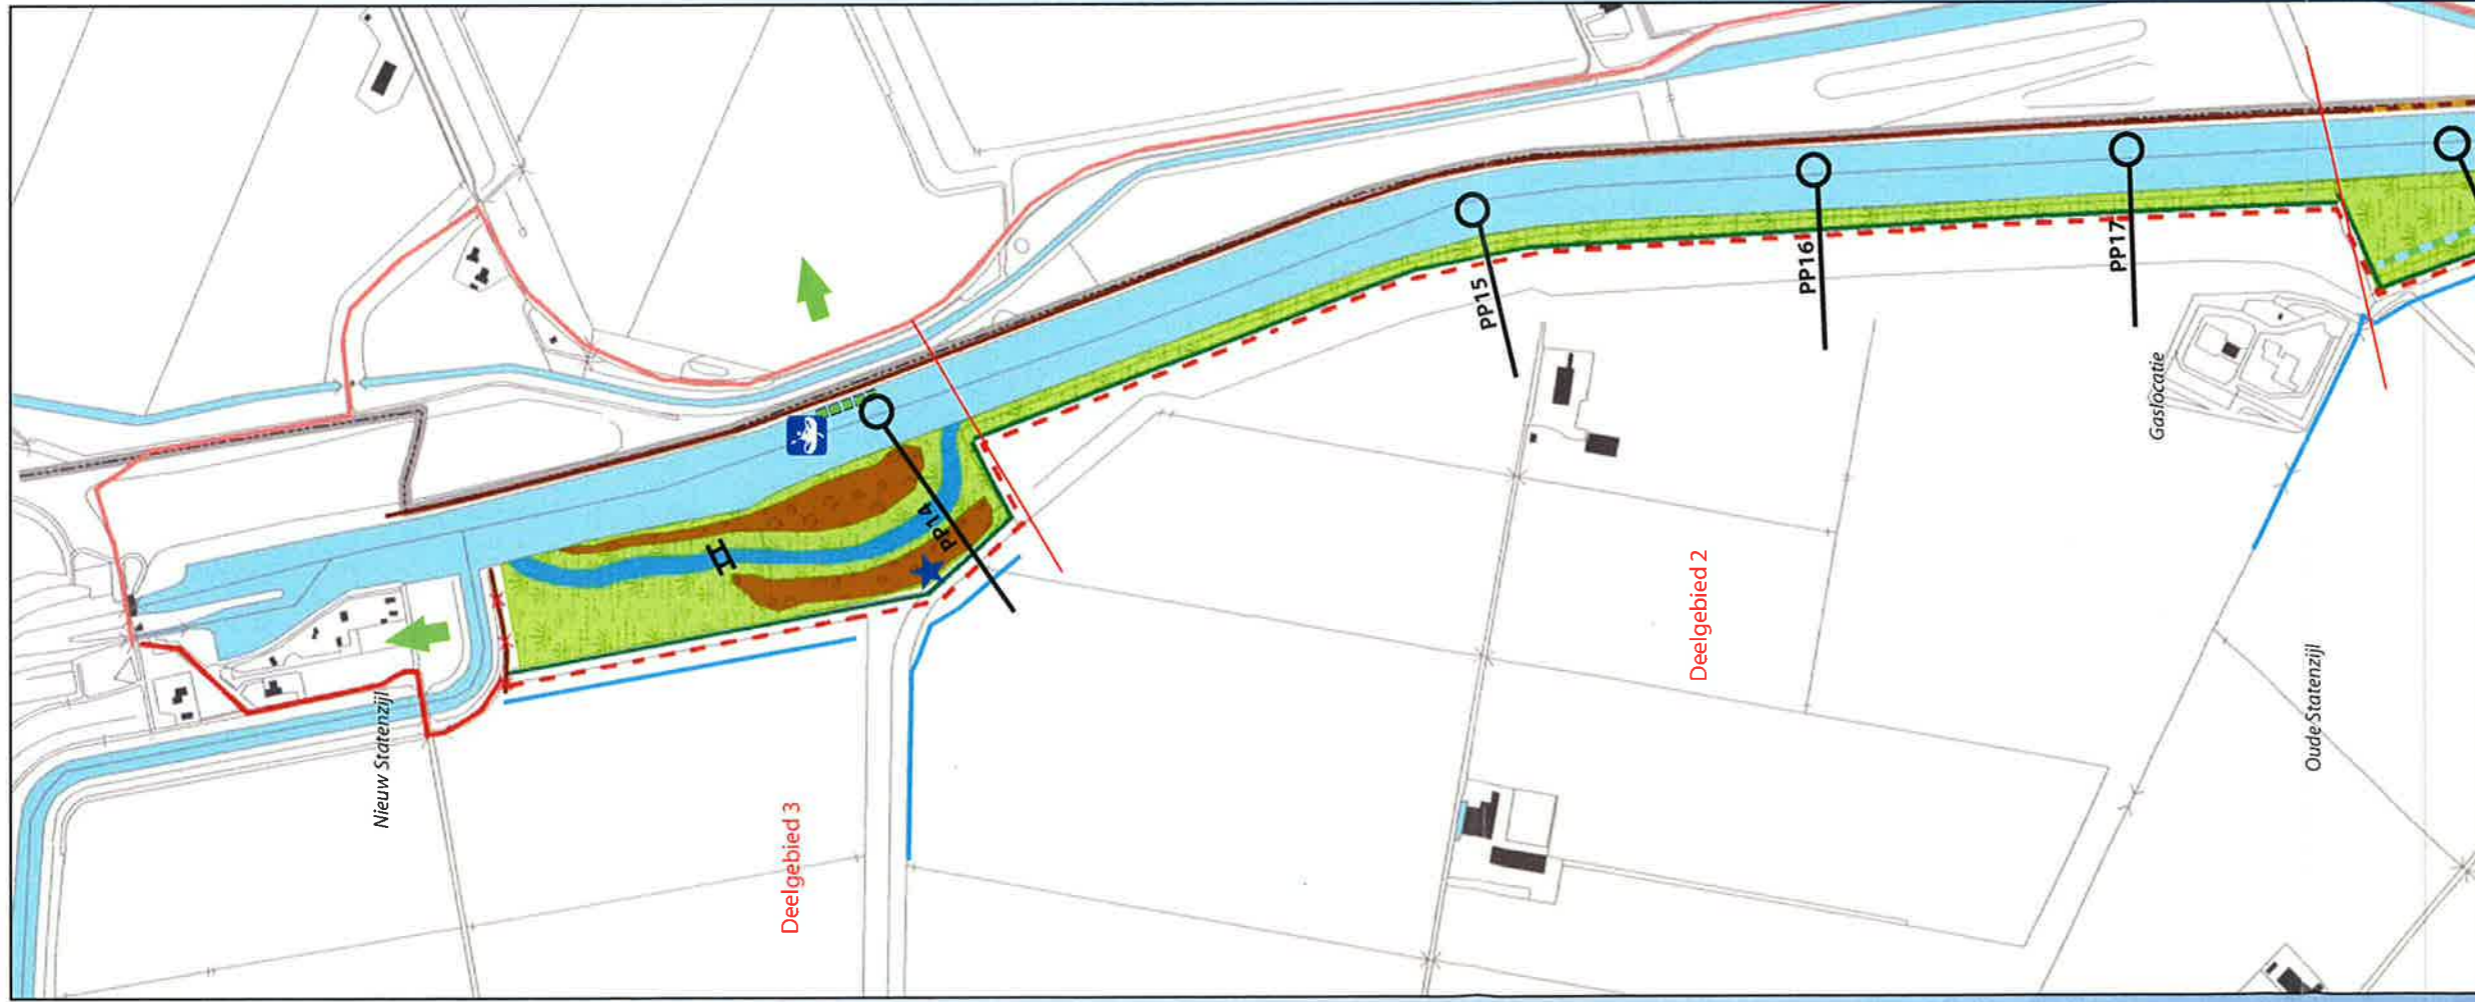 Nieuw Statenzijl
Deelgebied 3
PP14
PP15
Deelgebied 2
PP16
PP17
Gaslocatie
Oude Statenzijl